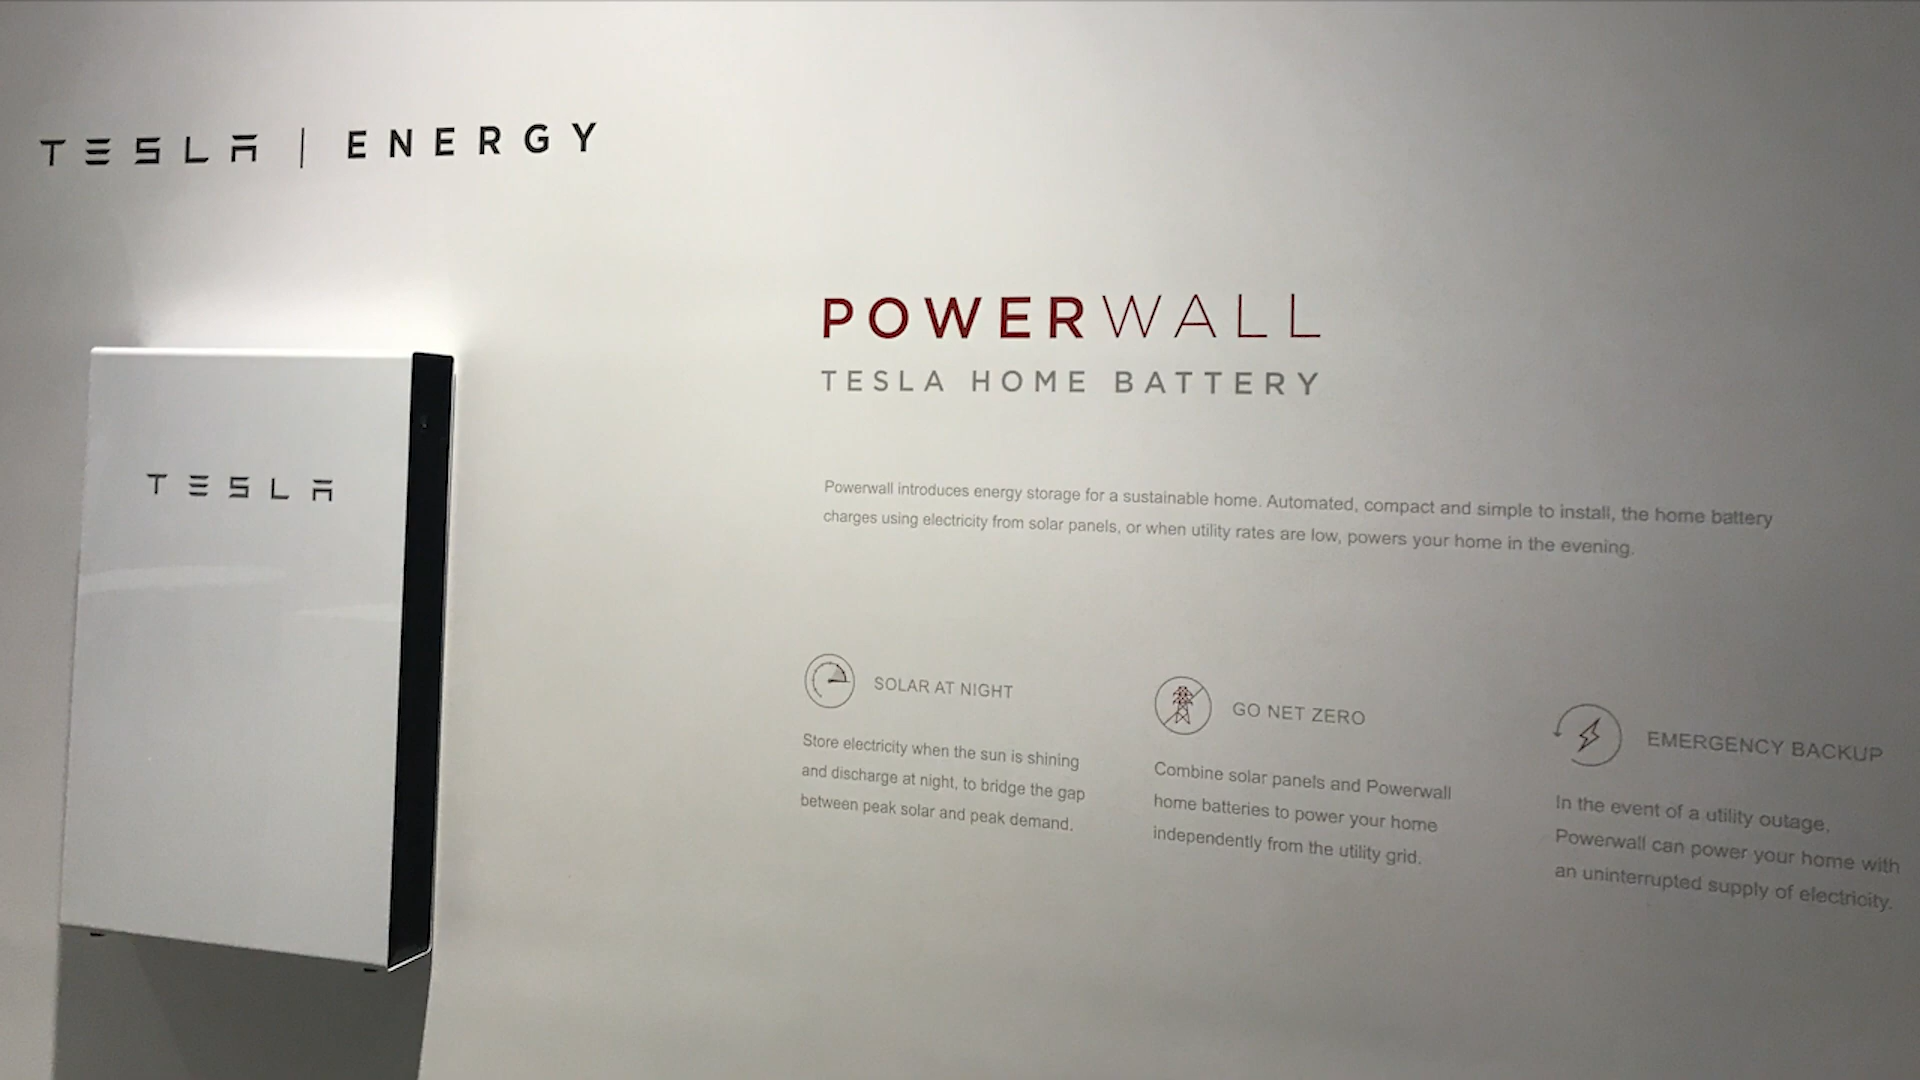 TESLA | ENERGY
TESLA
POWERWALL
TESLA HOME BATTERY
Powerwall introduces energy storage for a sustainable home. Automated, compact and simple to install, the home battery
charges using electricity from solar panels, or when utility rates are low, powers your home in the evening.
SOLAR AT NIGHT
Store electricity when the sun is shining
and discharge at night, to bridge the gap
between peak solar and peak demand.
GO NET ZERO
Combine solar panels and Powerwall
home batteries to power your home
independently from the utility grid.
EMERGENCY BACKUP
In the event of a utility outage,
Powerwall can power your home with
an uninterrupted supply of electricity.